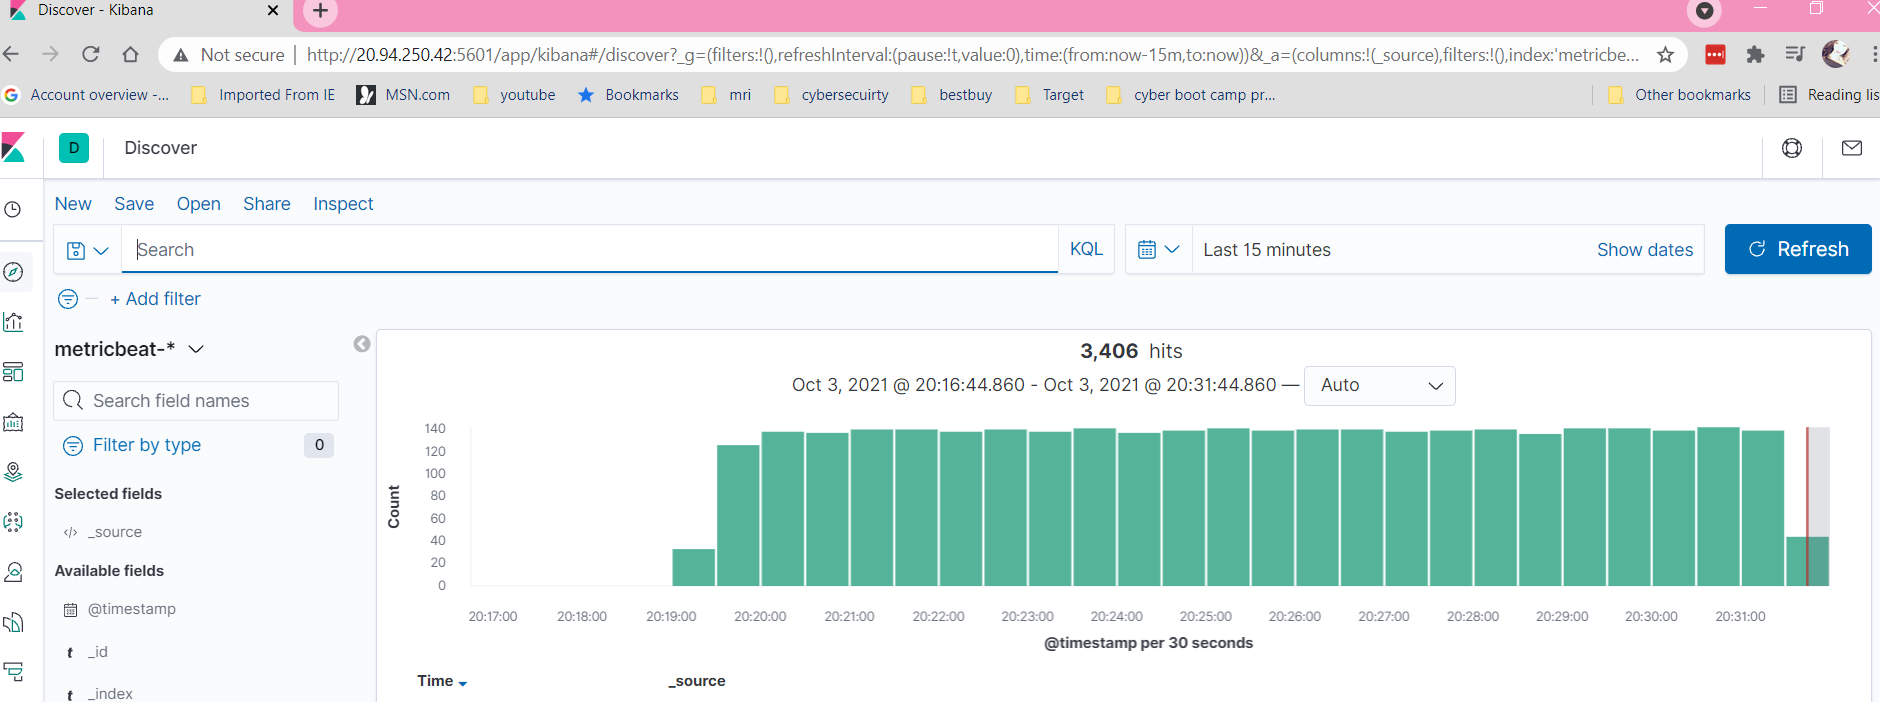 Discover - Kibana
Not secure | http://20.94.250.42:5601/app/kibana#/discover?_g=(filters:!(),refreshInterval:(pause:!t,value:0),time:(from:now-15m,to:now))&_a=(columns:!(_source),filters:!(),index:'metricbe...
Account overview -... Imported From IE MSN.com youtube Bookmarks mri cybersecuirty bestbuy Target cyber boot camp pr... Other bookmarks Reading lis
D Discover
New Save Open Share Inspect
Search KQL Last 15 minutes Show dates Refresh
+ Add filter
metricbeat-*
3,406 hits
Oct 3, 2021 @ 20:16:44.860 - Oct 3, 2021 @ 20:31:44.860 — Auto
Search field names
Filter by type 0
Selected fields
_source
Available fields
@timestamp
t _id
t _index
Count
140
120
100
80
60
40
20
0
20:17:00 20:18:00 20:19:00 20:20:00 20:21:00 20:22:00 20:23:00 20:24:00 20:25:00 20:26:00 20:27:00 20:28:00 20:29:00 20:30:00 20:31:00
@timestamp per 30 seconds
Time _source